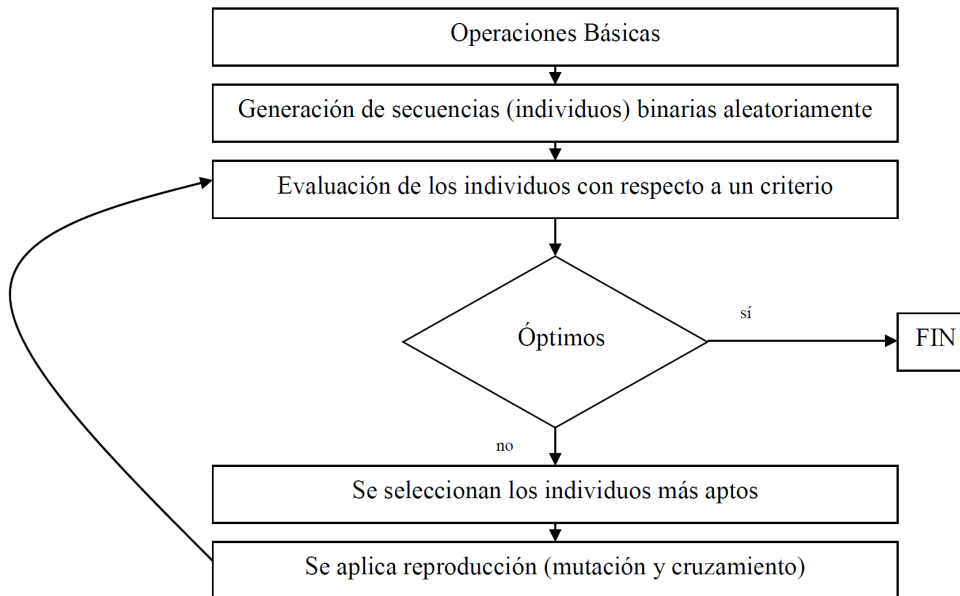 Operaciones Básicas
Generación de secuencias (individuos) binarias aleatoriamente
Evaluación de los individuos con respecto a un criterio
Óptimos
sí
FIN
no
Se seleccionan los individuos más aptos
Se aplica reproducción (mutación y cruzamiento)